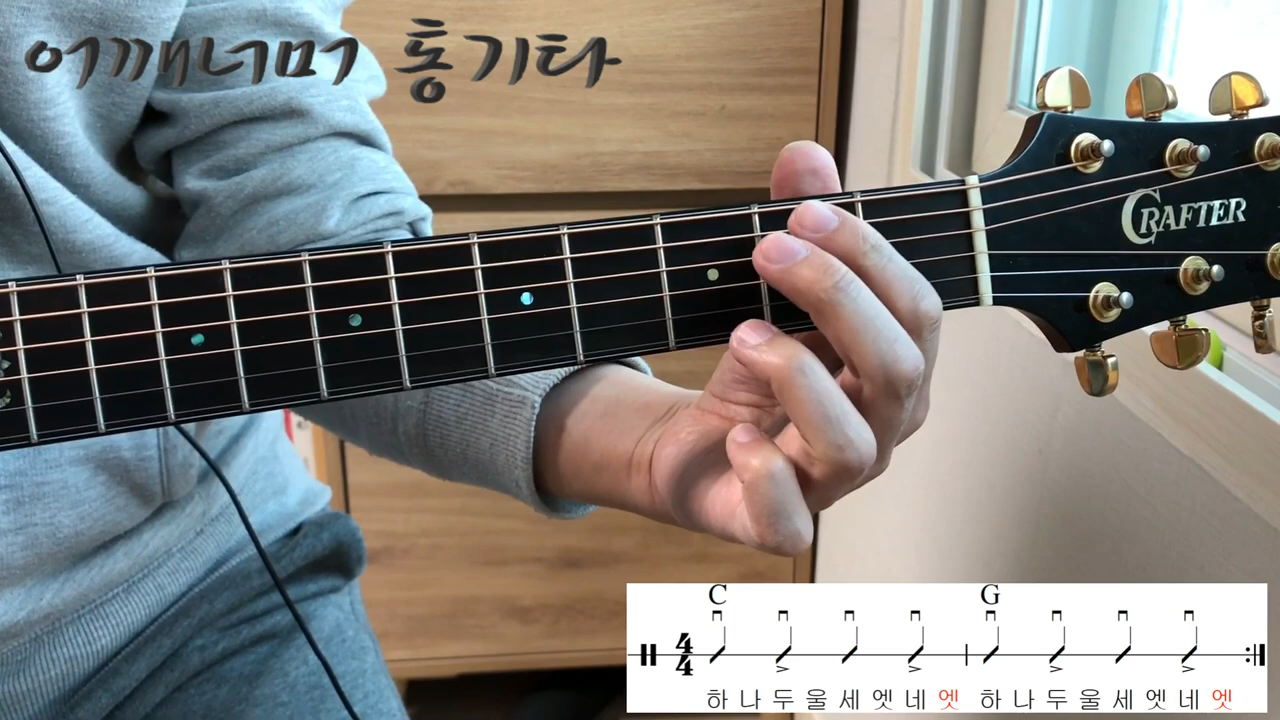 어깨너머 통기타
CRAFTER
C G
4
4
하 나 두 울 세 엣 네 엣 하 나 두 울 세 엣 네 엣